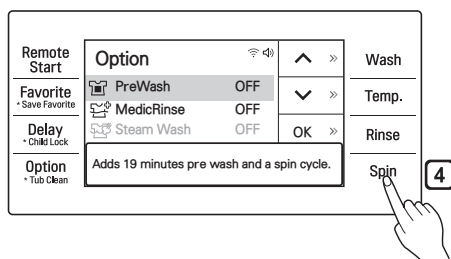 Remote
Start
Favorite
* Save Favorite
Delay
* Child Lock
Option
* Tub Clean
Option
PreWash OFF
MedicRinse OFF
Steam Wash OFF
Adds 19 minutes pre wash and a spin cycle.
»
»
OK »
Wash
Temp.
Rinse
Spin
4